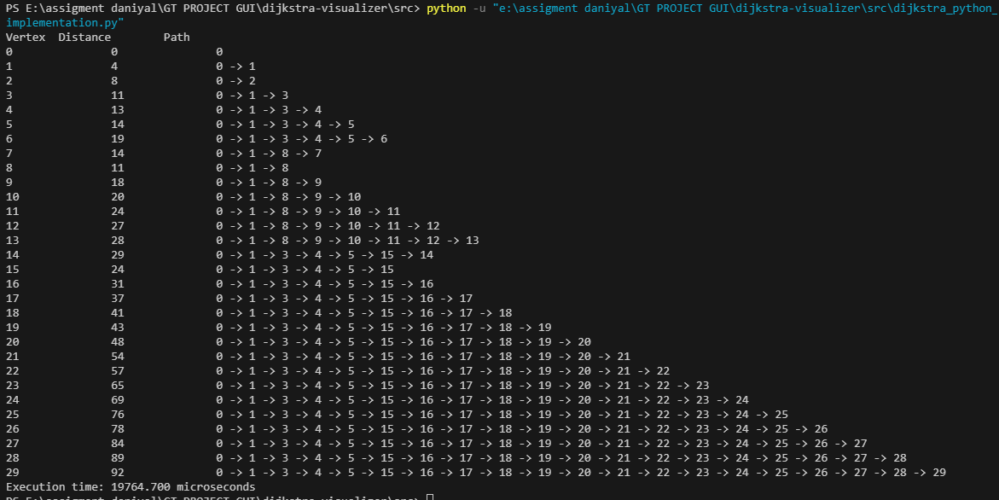 PS E:\assigment daniyal\GT PROJECT GUI\dijkstra-visualizer\src> python -u "e:\assigment daniyal\GT PROJECT GUI\dijkstra-visualizer\src\dijkstra_python_
implementation.py"
Vertex  Distance        Path
0               0               0
1               4               0 -> 1
2               8               0 -> 2
3               11              0 -> 1 -> 3
4               13              0 -> 1 -> 3 -> 4
5               14              0 -> 1 -> 3 -> 4 -> 5
6               19              0 -> 1 -> 3 -> 4 -> 5 -> 6
7               14              0 -> 1 -> 8 -> 7
8               11              0 -> 1 -> 8
9               18              0 -> 1 -> 8 -> 9
10              20              0 -> 1 -> 8 -> 9 -> 10
11              24              0 -> 1 -> 8 -> 9 -> 10 -> 11
12              27              0 -> 1 -> 8 -> 9 -> 10 -> 11 -> 12
13              28              0 -> 1 -> 8 -> 9 -> 10 -> 11 -> 12 -> 13
14              29              0 -> 1 -> 3 -> 4 -> 5 -> 15 -> 14
15              24              0 -> 1 -> 3 -> 4 -> 5 -> 15
16              31              0 -> 1 -> 3 -> 4 -> 5 -> 15 -> 16
17              37              0 -> 1 -> 3 -> 4 -> 5 -> 15 -> 16 -> 17
18              41              0 -> 1 -> 3 -> 4 -> 5 -> 15 -> 16 -> 17 -> 18
19              43              0 -> 1 -> 3 -> 4 -> 5 -> 15 -> 16 -> 17 -> 18 -> 19
20              48              0 -> 1 -> 3 -> 4 -> 5 -> 15 -> 16 -> 17 -> 18 -> 19 -> 20
21              54              0 -> 1 -> 3 -> 4 -> 5 -> 15 -> 16 -> 17 -> 18 -> 19 -> 20 -> 21
22              57              0 -> 1 -> 3 -> 4 -> 5 -> 15 -> 16 -> 17 -> 18 -> 19 -> 20 -> 21 -> 22
23              65              0 -> 1 -> 3 -> 4 -> 5 -> 15 -> 16 -> 17 -> 18 -> 19 -> 20 -> 21 -> 22 -> 23
24              69              0 -> 1 -> 3 -> 4 -> 5 -> 15 -> 16 -> 17 -> 18 -> 19 -> 20 -> 21 -> 22 -> 23 -> 24
25              76              0 -> 1 -> 3 -> 4 -> 5 -> 15 -> 16 -> 17 -> 18 -> 19 -> 20 -> 21 -> 22 -> 23 -> 24 -> 25
26              78              0 -> 1 -> 3 -> 4 -> 5 -> 15 -> 16 -> 17 -> 18 -> 19 -> 20 -> 21 -> 22 -> 23 -> 24 -> 25 -> 26
27              84              0 -> 1 -> 3 -> 4 -> 5 -> 15 -> 16 -> 17 -> 18 -> 19 -> 20 -> 21 -> 22 -> 23 -> 24 -> 25 -> 26 -> 27
28              89              0 -> 1 -> 3 -> 4 -> 5 -> 15 -> 16 -> 17 -> 18 -> 19 -> 20 -> 21 -> 22 -> 23 -> 24 -> 25 -> 26 -> 27 -> 28
29              92              0 -> 1 -> 3 -> 4 -> 5 -> 15 -> 16 -> 17 -> 18 -> 19 -> 20 -> 21 -> 22 -> 23 -> 24 -> 25 -> 26 -> 27 -> 28 -> 29
Execution time: 19764.700 microseconds
PS E:\assigment daniyal\GT PROJECT GUI\dijkstra-visualizer\src>